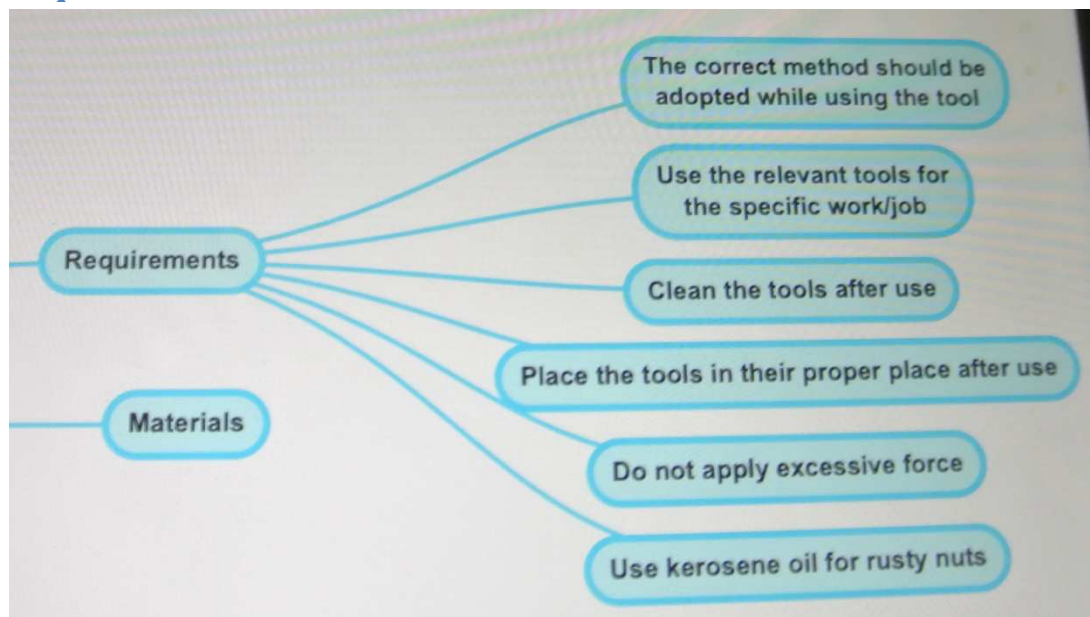 Requirements
The correct method should be
adopted while using the tool
Use the relevant tools for
the specific work/job
Clean the tools after use
Place the tools in their proper place after use
Do not apply excessive force
Use kerosene oil for rusty nuts
Materials